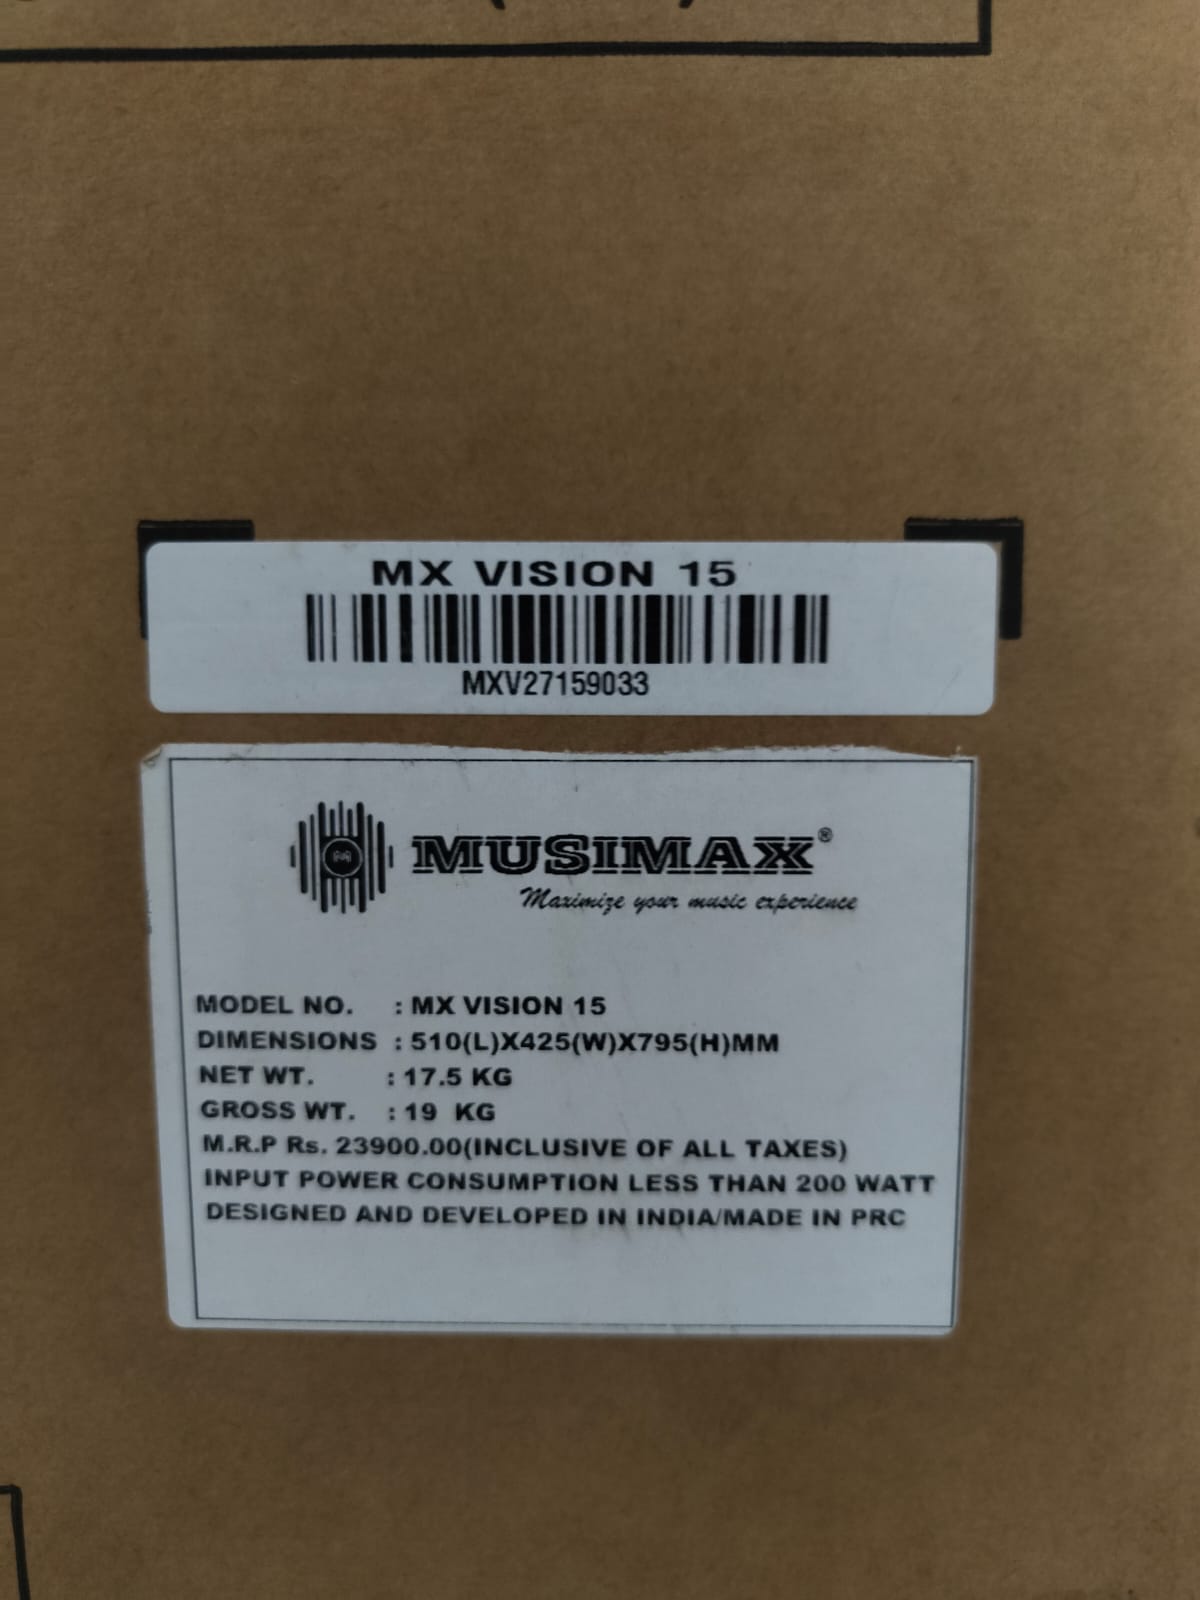 MX VISION 15
MXV27159033
MUSIMAX®
Maximize your music experience
MODEL NO. : MX VISION 15
DIMENSIONS : 510(L)X425(W)X795(H)MM
NET WT. : 17.5 KG
GROSS WT. : 19 KG
M.R.P Rs. 23900.00(INCLUSIVE OF ALL TAXES)
INPUT POWER CONSUMPTION LESS THAN 200 WATT
DESIGNED AND DEVELOPED IN INDIA/MADE IN PRC